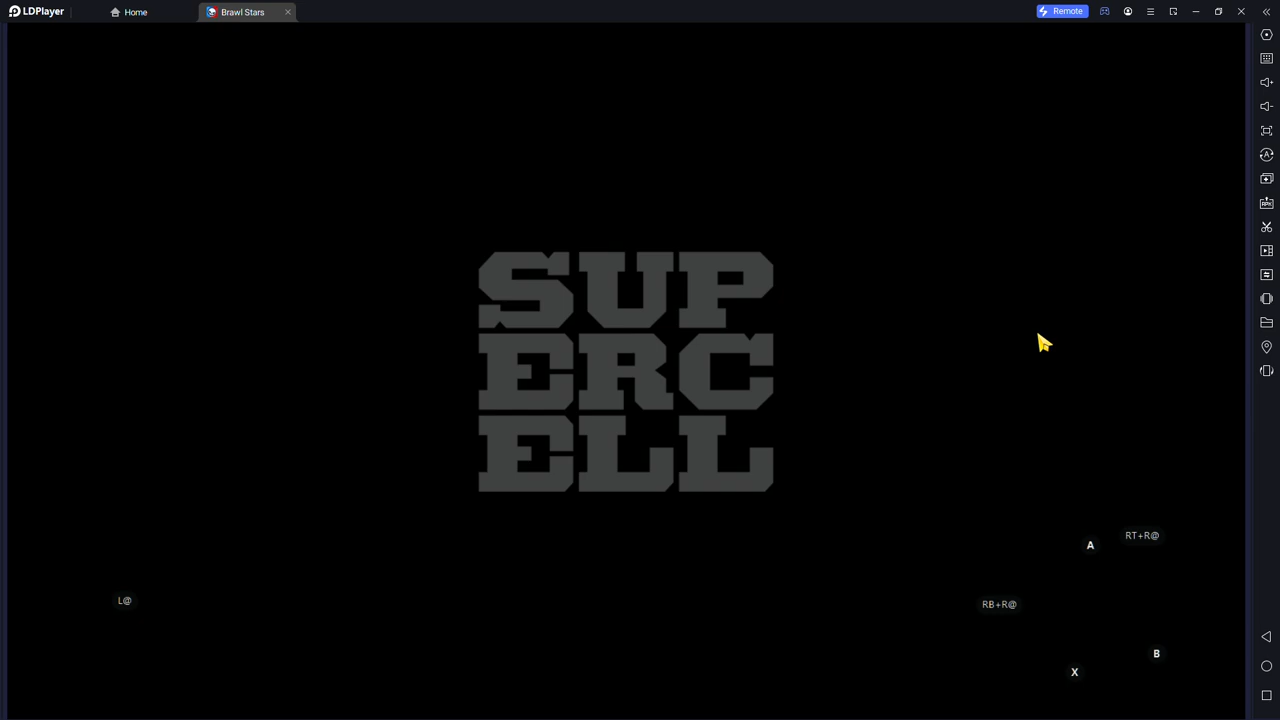 LDPlayer
Home
Brawl Stars
Remote
SUP
ERC
ELL
A
RT+R@
L@
RB+R@
B
X